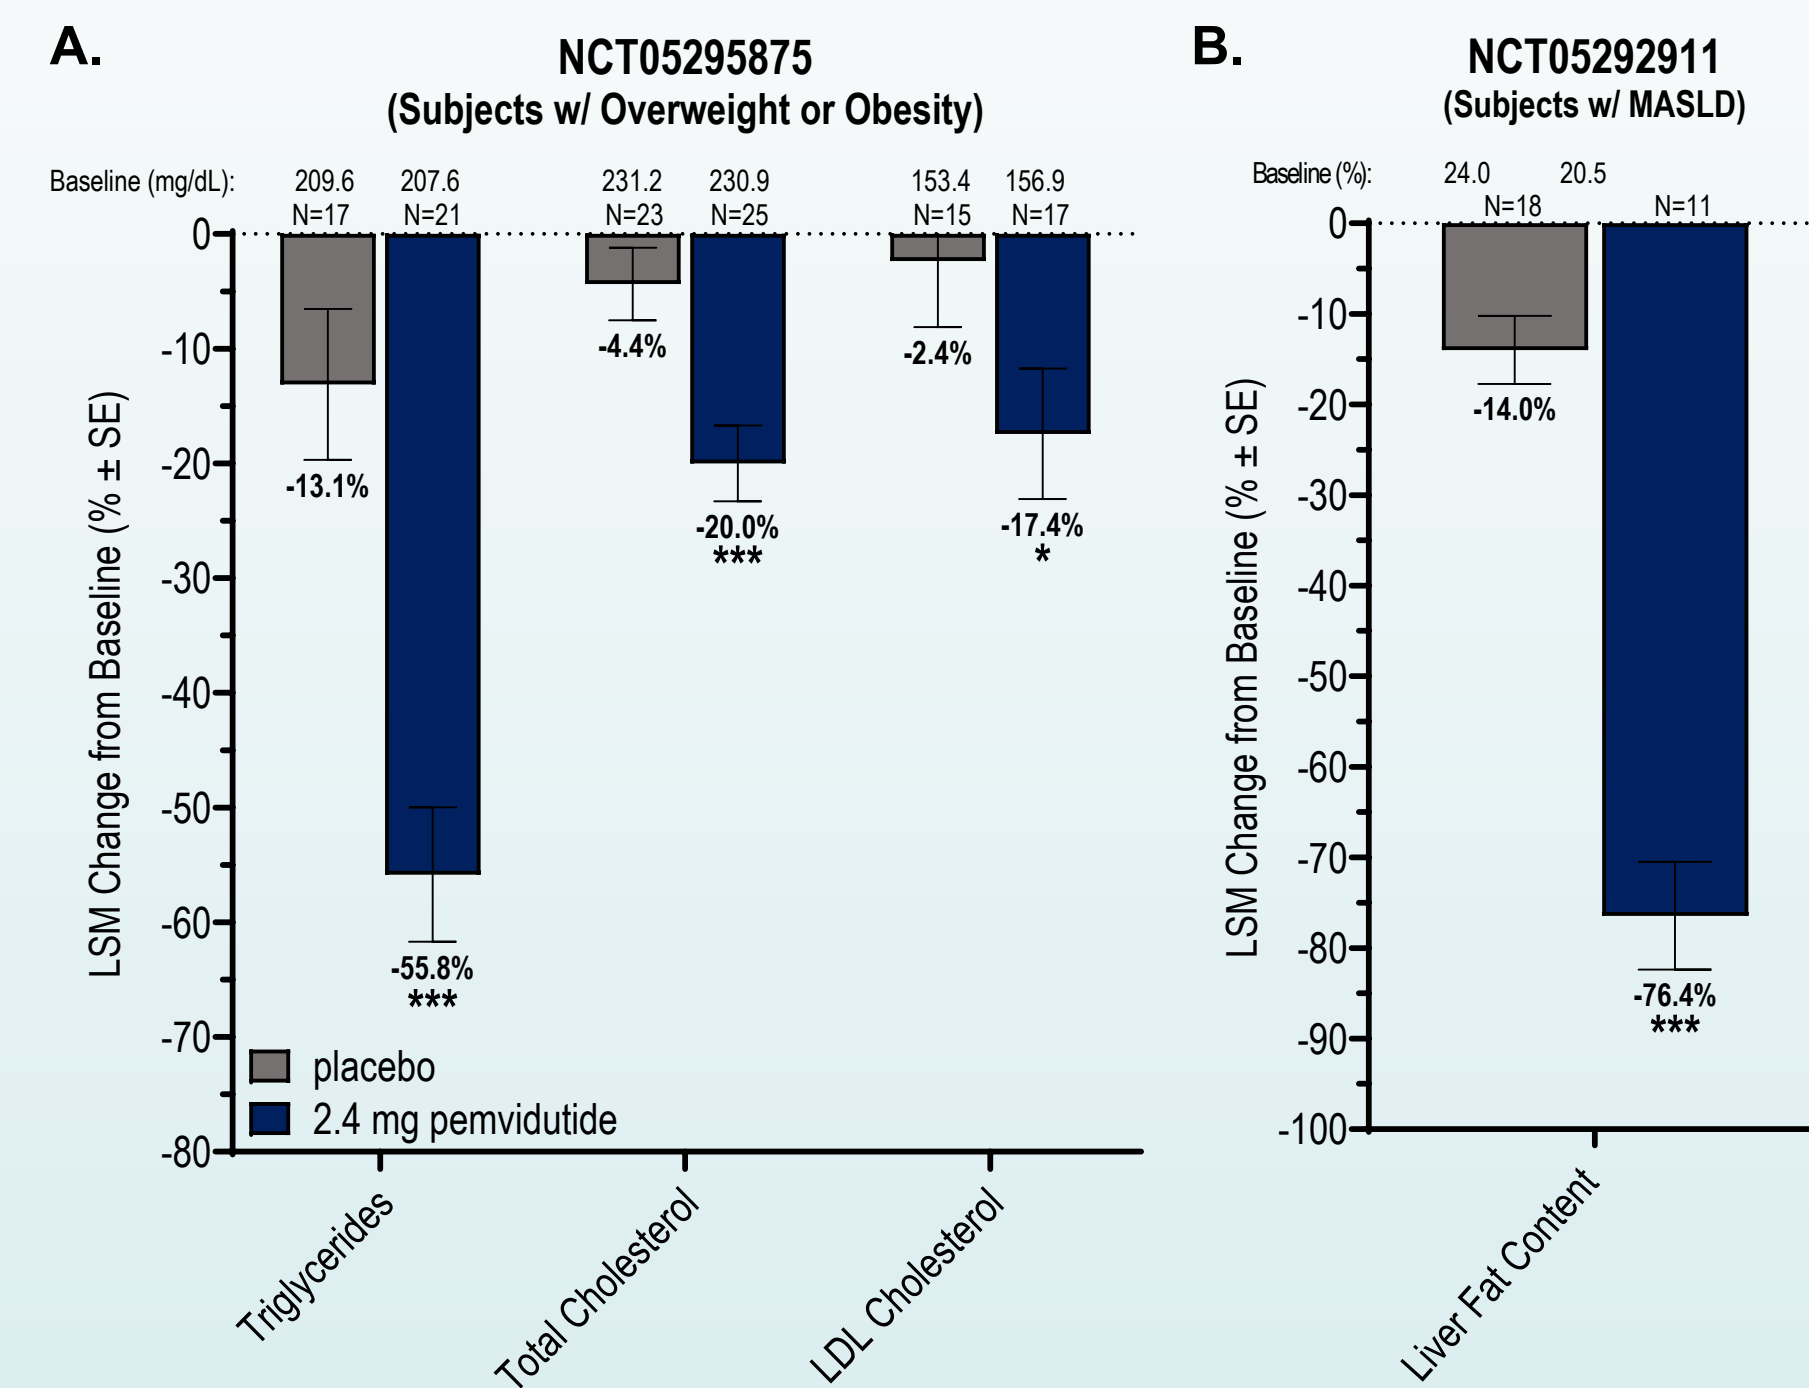 A.
NCT05295875
(Subjects w/ Overweight or Obesity)
Baseline (mg/dL): 209.6 207.6 231.2 230.9 153.4 156.9
N=17 N=21 N=23 N=25 N=15 N=17
LSM Change from Baseline (% ± SE)
0
-10
-20
-30
-40
-50
-60
-70
-80
-13.1%
-55.8%
***
-4.4%
-20.0%
***
-2.4%
-17.4%
*
placebo
2.4 mg pemvidutide
Triglycerides
Total Cholesterol
LDL Cholesterol
B.
NCT05292911
(Subjects w/ MASLD)
Baseline (%): 24.0 20.5
N=18 N=11
LSM Change from Baseline (% ± SE)
0
-10
-20
-30
-40
-50
-60
-70
-80
-90
-100
-14.0%
-76.4%
***
Liver Fat Content